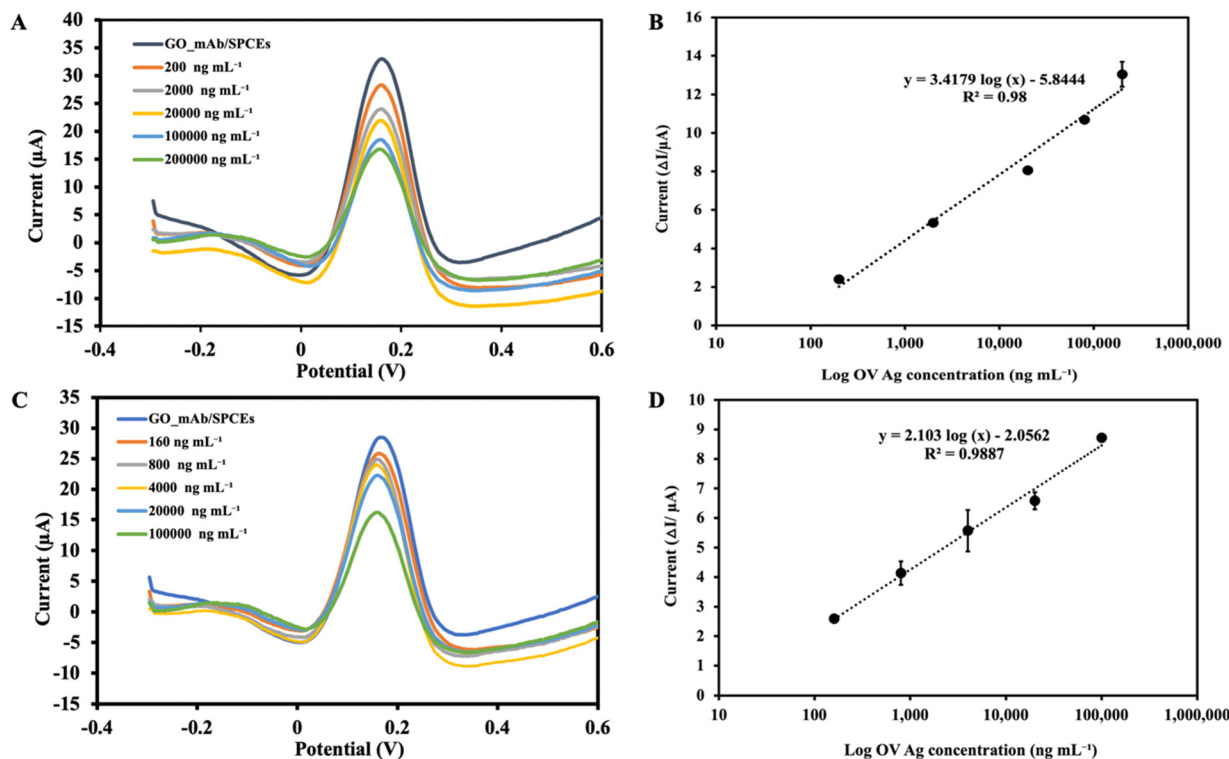 A
40
35
30
25
20
15
10
5
0
-5
-10
-15
Current (µA)
GO_mAb/SPCEs
200 ng mL⁻¹
2000 ng mL⁻¹
20000 ng mL⁻¹
100000 ng mL⁻¹
200000 ng mL⁻¹
-0.4
-0.2
0
0.2
0.4
0.6
Potential (V)
B
16
14
12
10
8
6
4
2
0
Current (ΔI/µA)
y = 3.4179 log (x) - 5.8444
R² = 0.98
10
100
1,000
10,000
100,000
1,000,000
Log OV Ag concentration (ng mL⁻¹)
C
35
30
25
20
15
10
5
0
-5
-10
-15
Current (µA)
GO_mAb/SPCEs
160 ng mL⁻¹
800 ng mL⁻¹
4000 ng mL⁻¹
20000 ng mL⁻¹
100000 ng mL⁻¹
-0.4
-0.2
0
0.2
0.4
0.6
Potential (V)
D
10
9
8
7
6
5
4
3
2
1
0
Current (ΔI/ µA)
y = 2.103 log (x) - 2.0562
R² = 0.9887
10
100
1,000
10,000
100,000
1,000,000
Log OV Ag concentration (ng mL⁻¹)